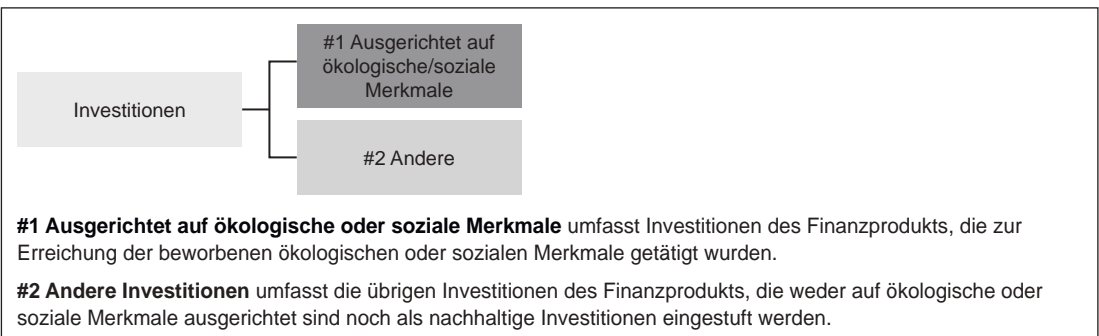 #1 Ausgerichtet auf
ökologische/soziale
Merkmale
Investitionen
#2 Andere
#1 Ausgerichtet auf ökologische oder soziale Merkmale umfasst Investitionen des Finanzprodukts, die zur
Erreichung der beworbenen ökologischen oder sozialen Merkmale getätigt wurden.
#2 Andere Investitionen umfasst die übrigen Investitionen des Finanzprodukts, die weder auf ökologische oder
soziale Merkmale ausgerichtet sind noch als nachhaltige Investitionen eingestuft werden.